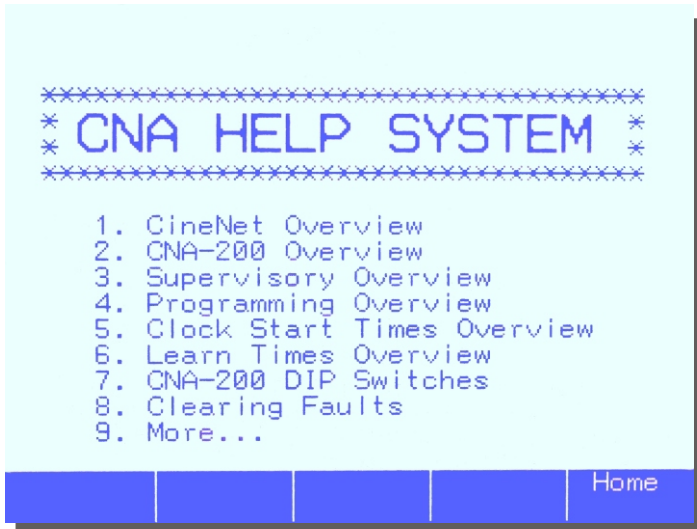 CNA HELP SYSTEM
1. CineNet Overview
2. CNA-200 Overview
3. Supervisory Overview
4. Programming Overview
5. Clock Start Times Overview
6. Learn Times Overview
7. CNA-200 DIP Switches
8. Clearing Faults
9. More...
Home